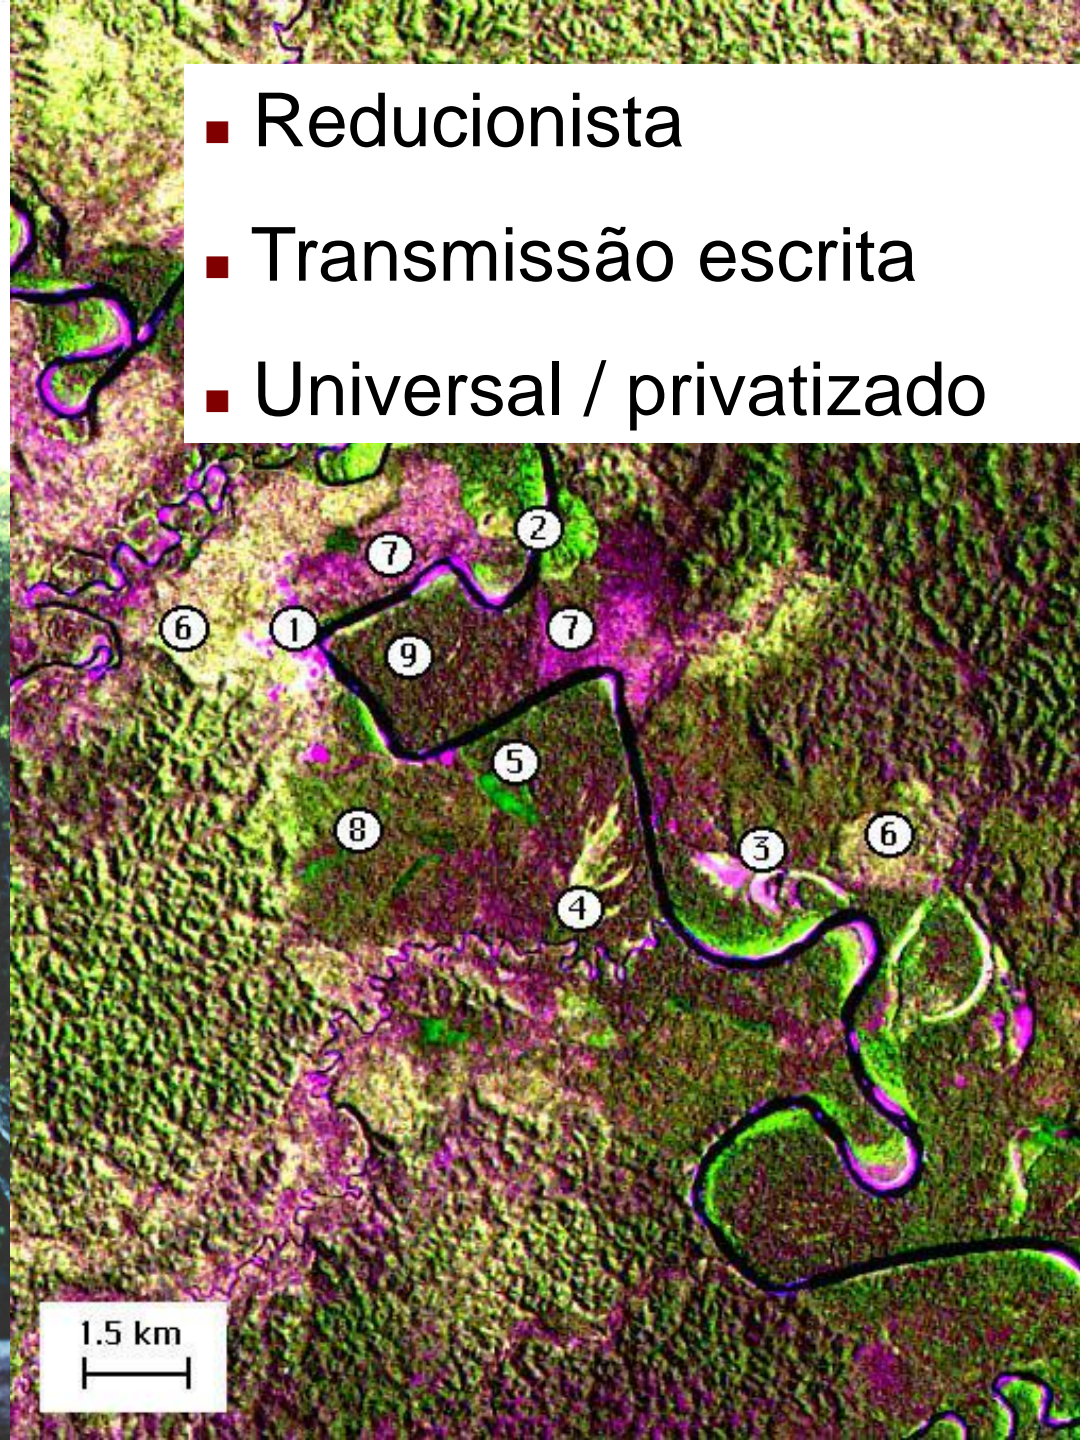 ▪ Reducionista
▪ Transmissão escrita
▪ Universal / privatizado
2
7
6
1
7
9
5
8
3
6
4
1.5 km